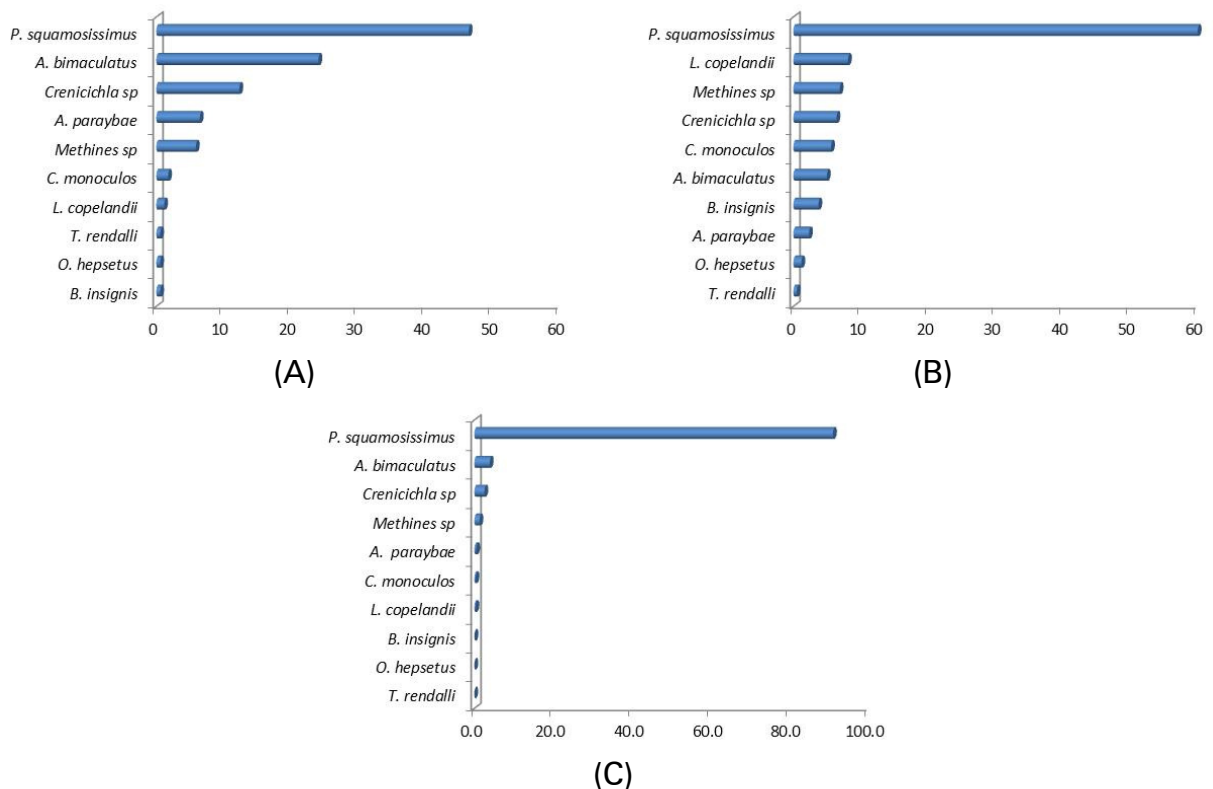 P. squamosissimus
A. bimaculatus
Crenicichla sp
A. paraybae
Methines sp
C. monoculos
L. copelandii
T. rendalli
O. hepsetus
B. insignis
0 10 20 30 40 50 60
(A)
P. squamosissimus
L. copelandii
Methines sp
Crenicichla sp
C. monoculos
A. bimaculatus
B. insignis
A. paraybae
O. hepsetus
T. rendalli
0 10 20 30 40 50 60
(B)
P. squamosissimus
A. bimaculatus
Crenicichla sp
Methines sp
A. paraybae
C. monoculos
L. copelandii
B. insignis
O. hepsetus
T. rendalli
0.0 20.0 40.0 60.0 80.0 100.0
(C)